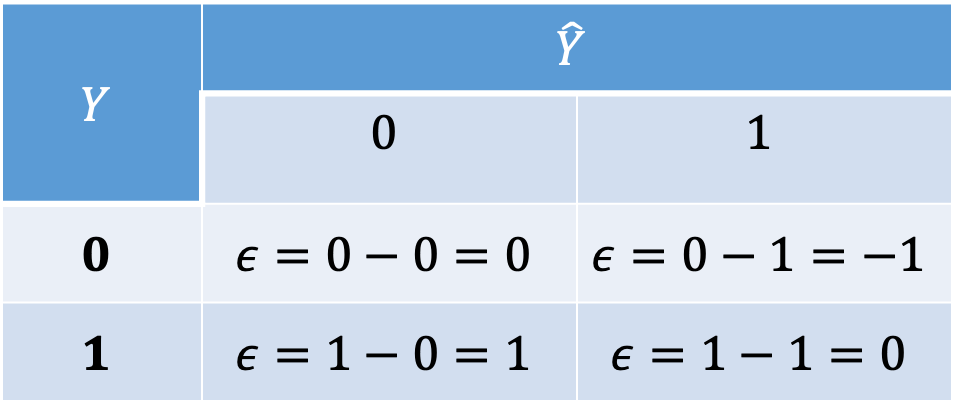 Ŷ
Y
0 1
0 ϵ = 0 − 0 = 0 ϵ = 0 − 1 = −1
1 ϵ = 1 − 0 = 1 ϵ = 1 − 1 = 0